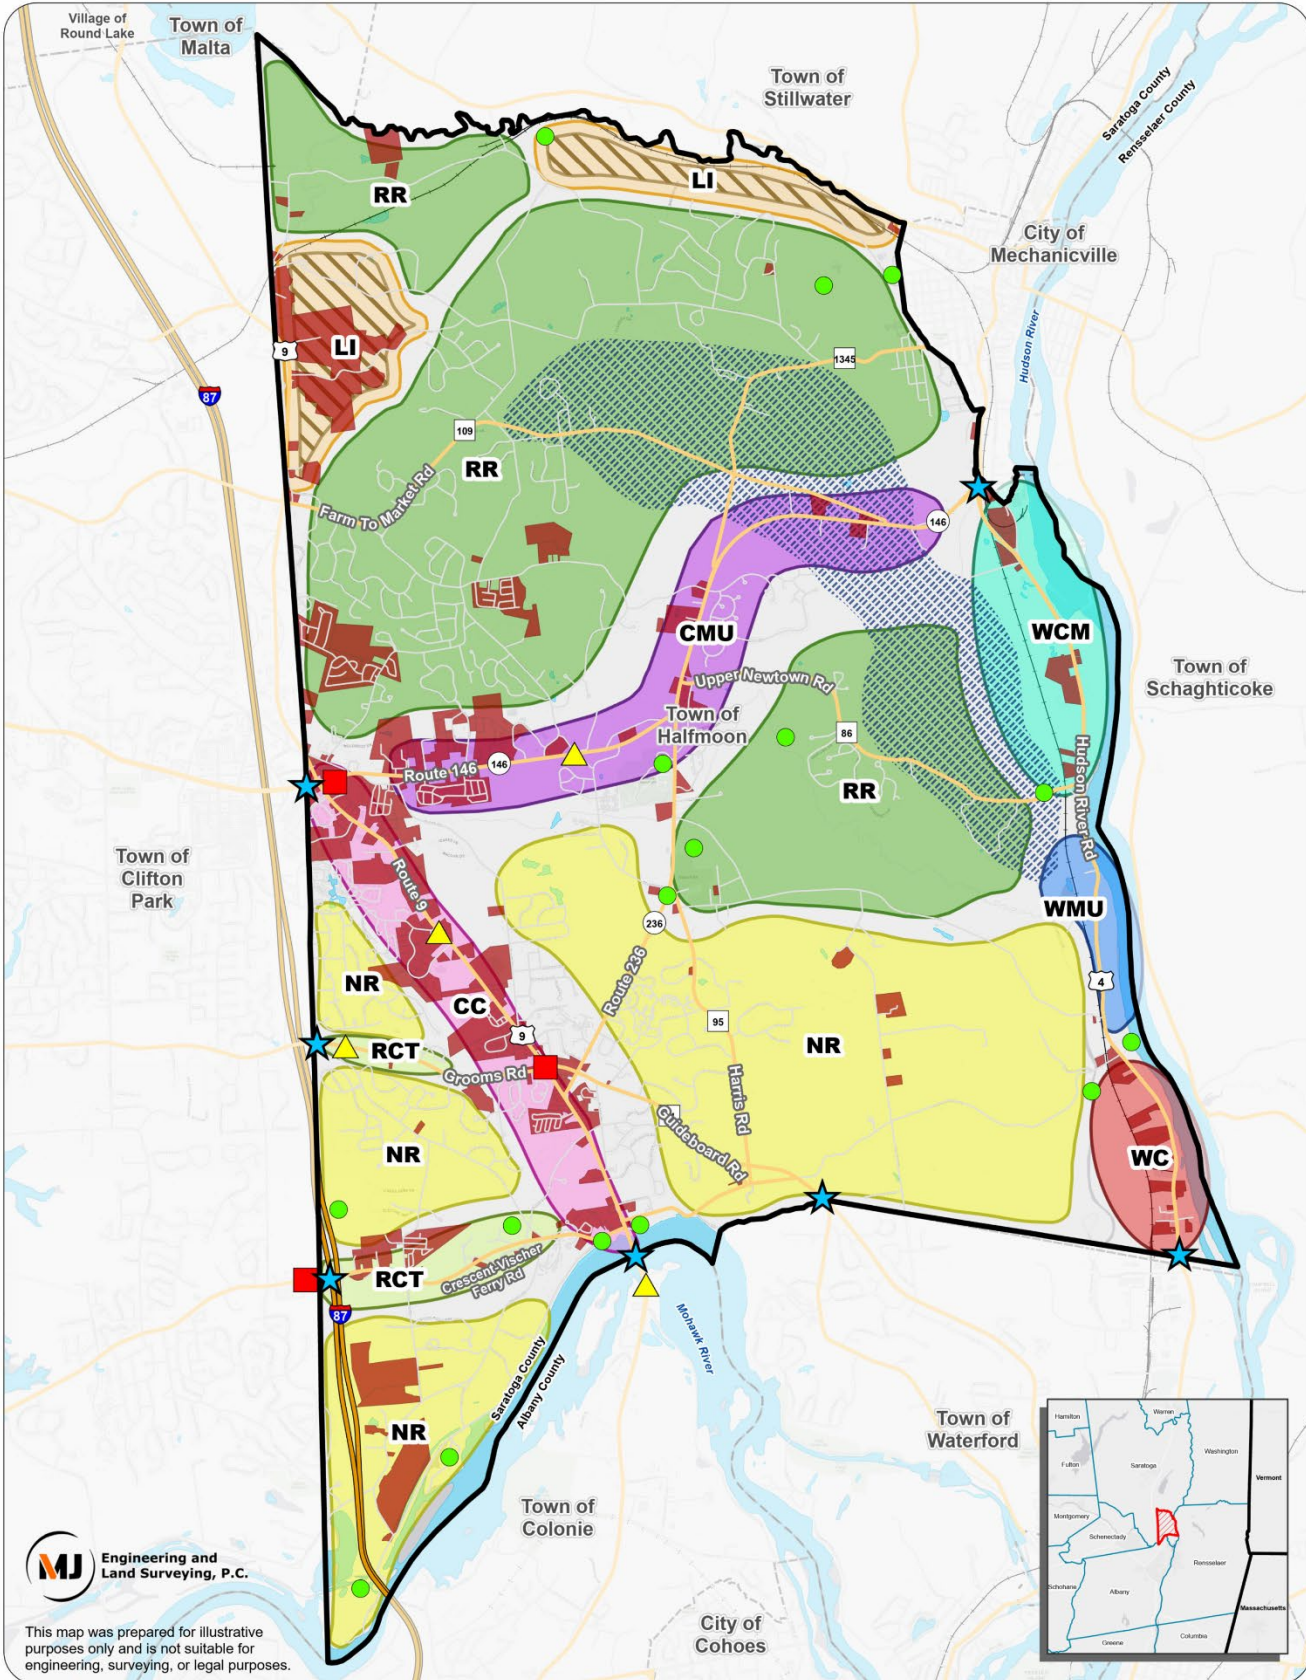 Village of
Round Lake
Town of
Malta
Town of
Stillwater
Saratoga County
Rensselaer County
RR
LI
City of
Mechanicville
Hudson River
9
LI
1345
87
109
RR
Farm To Market Rd
146
CMU
WCM
Upper Newtown Rd
Town of
Schaghticoke
Town of
Halfmoon
86
Route 146
146
Hudson River Rd
RR
Town of
Clifton
Park
Route 9
WMU
236
NR
Route 236
4
CC
95
9
NR
RCT
Grooms Rd
Harris Rd
Guideboard Rd
NR
WC
RCT
Crescent-Vischer
Ferry Rd
87
Mohawk River
Saratoga County
Albany County
NR
Town of
Waterford
Town of
Colonie
City of
Cohoes
MJ
Engineering and
Land Surveying, P.C.
This map was prepared for illustrative
purposes only and is not suitable for
engineering, surveying, or legal purposes.
Hamilton
Warren
Washington
Fulton
Saratoga
Vermont
Montgomery
Schenectady
Rensselaer
Schoharie
Albany
Massachusetts
Greene
Columbia